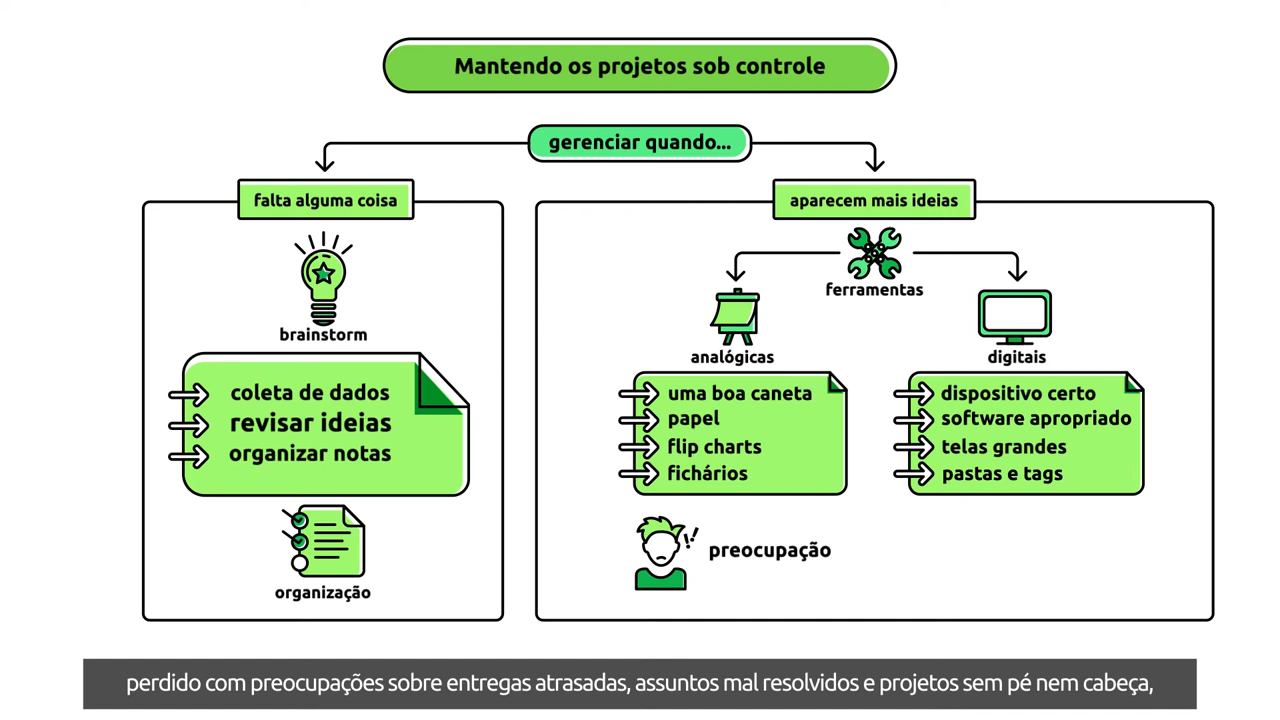 Mantendo os projetos sob controle
gerenciar quando...
falta alguma coisa
brainstorm
coleta de dados
revisar ideias
organizar notas
organização
aparecem mais ideias
ferramentas
analógicas
uma boa caneta
papel
flip charts
fichários
digitais
dispositivo certo
software apropriado
telas grandes
pastas e tags
preocupação
perdido com preocupações sobre entregas atrasadas, assuntos mal resolvidos e projetos sem pé nem cabeça,